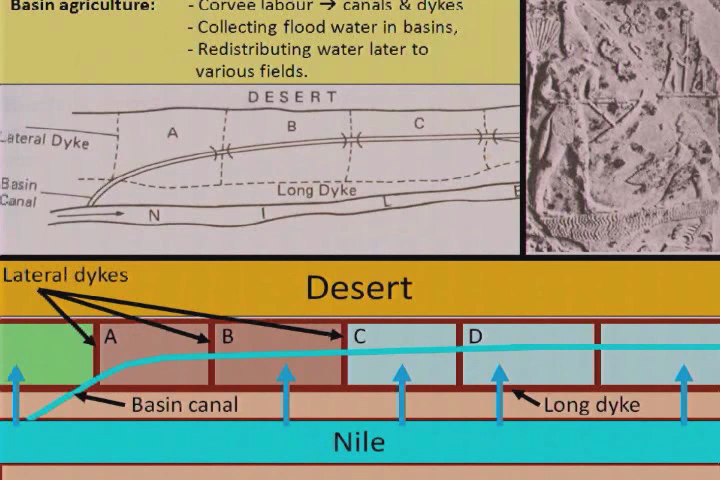 Basin agriculture: - Corvée labour → canals & dykes
- Collecting flood water in basins,
- Redistributing water later to
various fields.
DESERT
Lateral Dyke
A
B
C
Basin
Canal
Long Dyke
N I L E
Lateral dykes
Desert
A
B
C
D
Basin canal
Long dyke
Nile